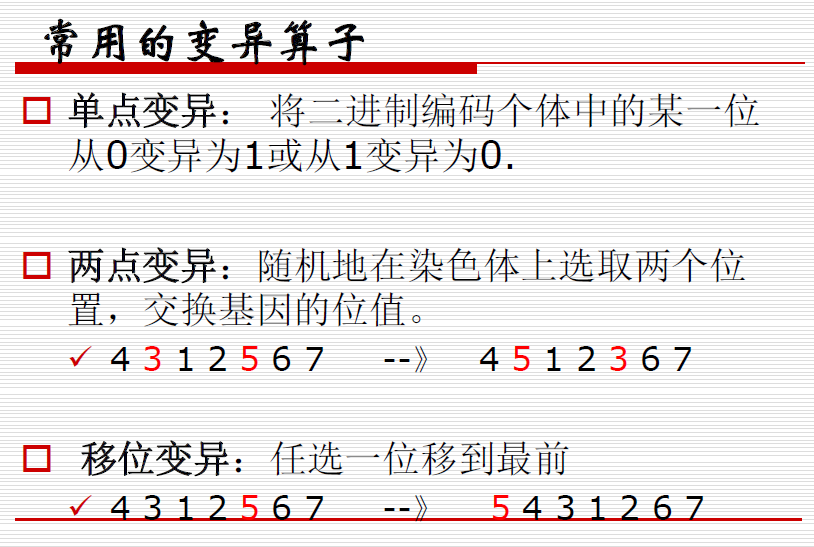 常用的变异算子
单点变异： 将二进制编码个体中的某一位
从0变异为1或从1变异为0.
两点变异：随机地在染色体上选取两个位
置，交换基因的位值。
✓ 4 3 1 2 5 6 7 --》 4 5 1 2 3 6 7
移位变异：任选一位移到最前
✓ 4 3 1 2 5 6 7 --》 5 4 3 1 2 6 7